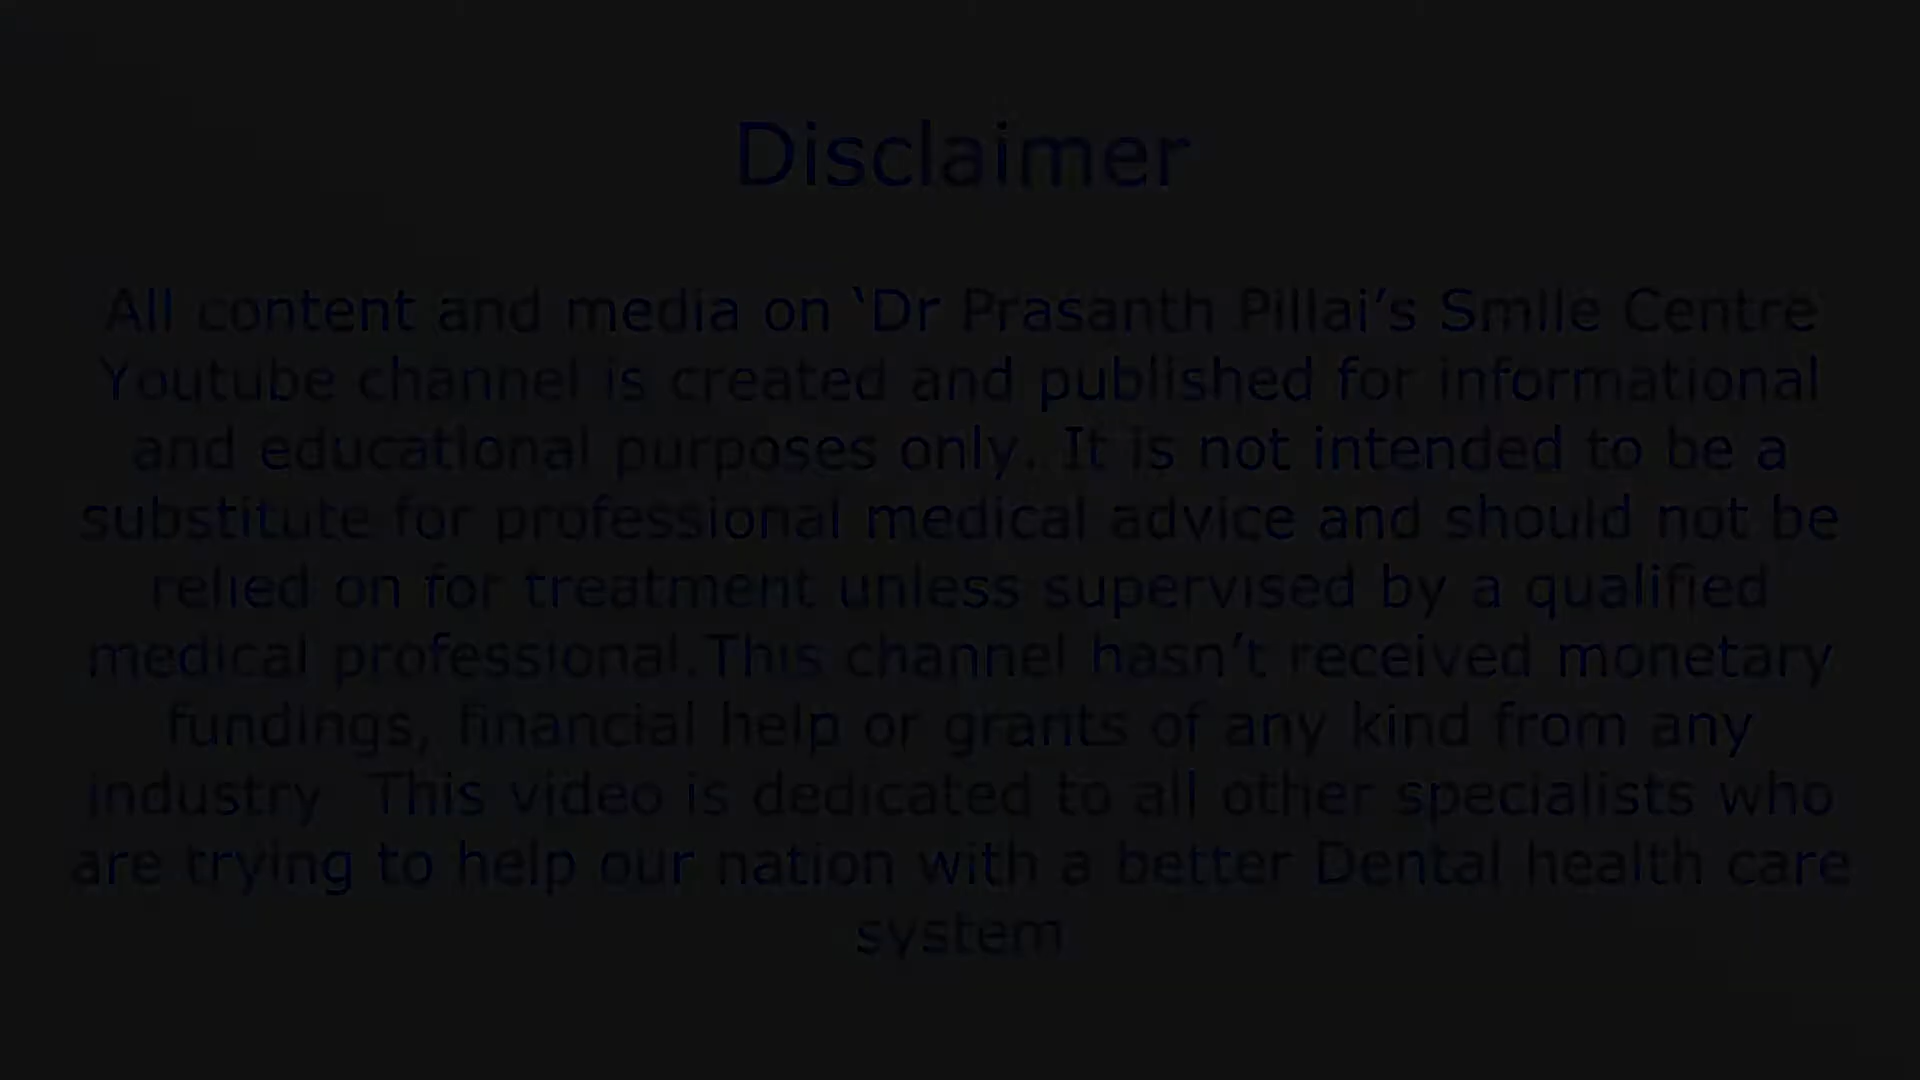 Disclaimer
All content and media on ‘Dr Prasanth Pillai’s Smile Centre
Youtube channel is created and published for informational
and educational purposes only. It is not intended to be a
substitute for professional medical advice and should not be
relied on for treatment unless supervised by a qualified
medical professional.This channel hasn’t received monetary
fundings, financial help or grants of any kind from any
industry This video is dedicated to all other specialists who
are trying to help our nation with a better Dental health care
system